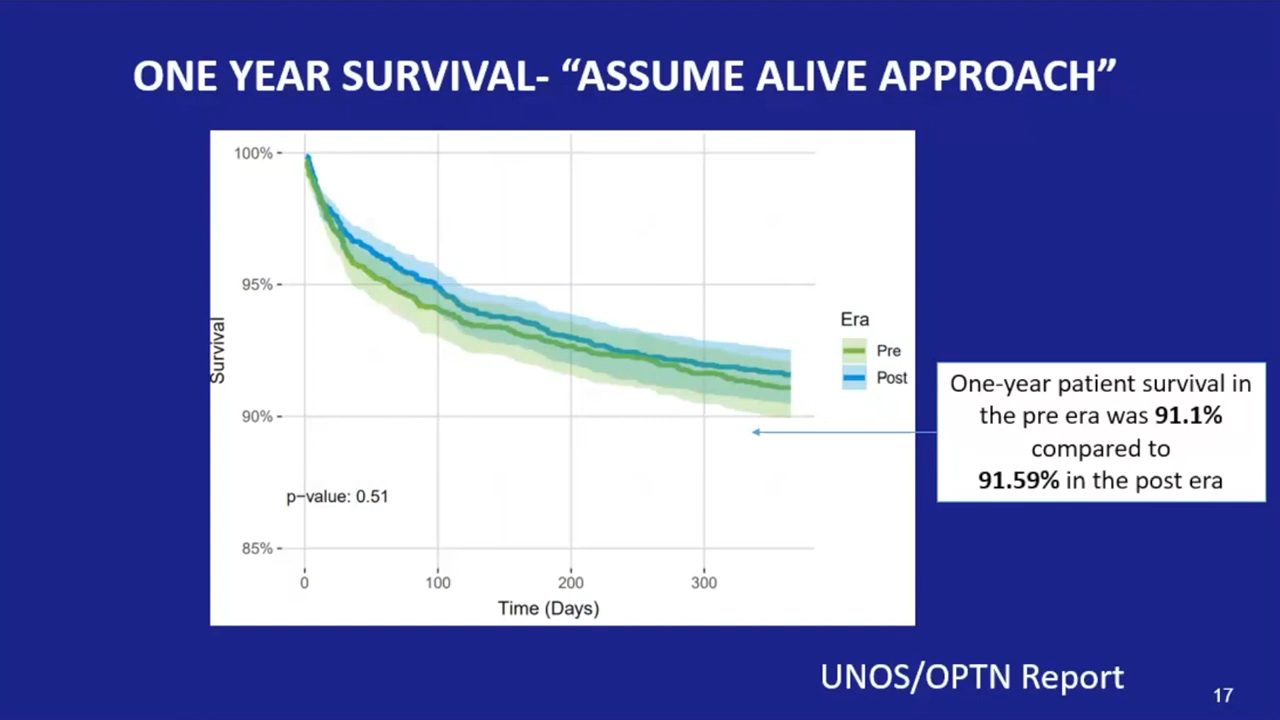 ONE YEAR SURVIVAL- “ASSUME ALIVE APPROACH”
100%
95%
90%
85%
Survival
p−value: 0.51
0
100
200
300
Time (Days)
Era
Pre
Post
One-year patient survival in
the pre era was 91.1%
compared to
91.59% in the post era
UNOS/OPTN Report
17